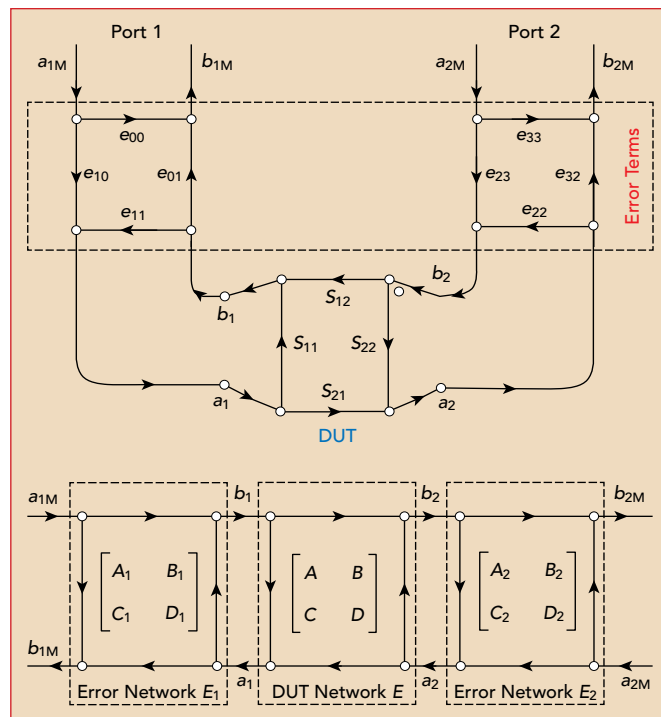 Port 1 Port 2
a1M b1M a2M b2M
e00 e33
e10 e01 e23 e32
e11 e22
Error Terms
b2
S12
b1
S11 S22
S21
a1 a2
DUT
a1M b1 b2 b2M
A1 B1 A B A2 B2
C1 D1 C D C2 D2
b1M a1 a2 a2M
Error Network E1 DUT Network E Error Network E2